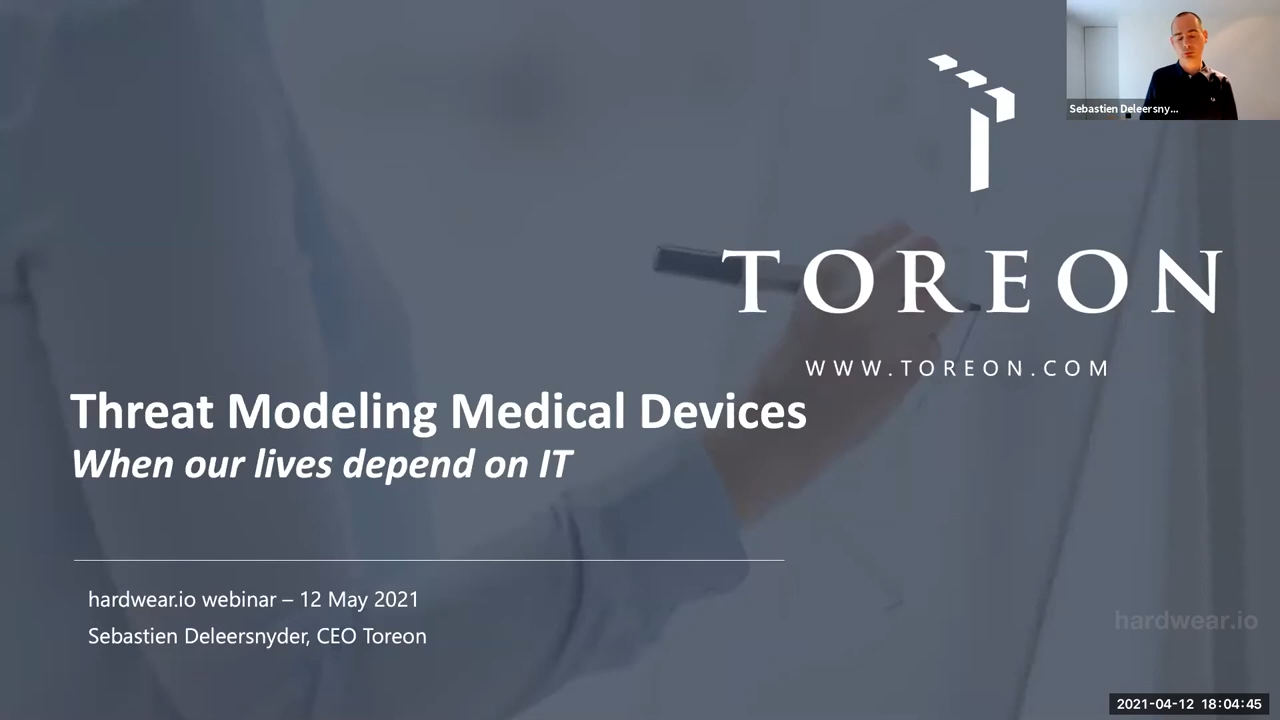 Sebastien Deleersny...
TOREON
WWW.TOREON.COM
Threat Modeling Medical Devices
When our lives depend on IT
hardwear.io webinar – 12 May 2021
Sebastien Deleersnyder, CEO Toreon
hardwear.io
2021-04-12 18:04:45